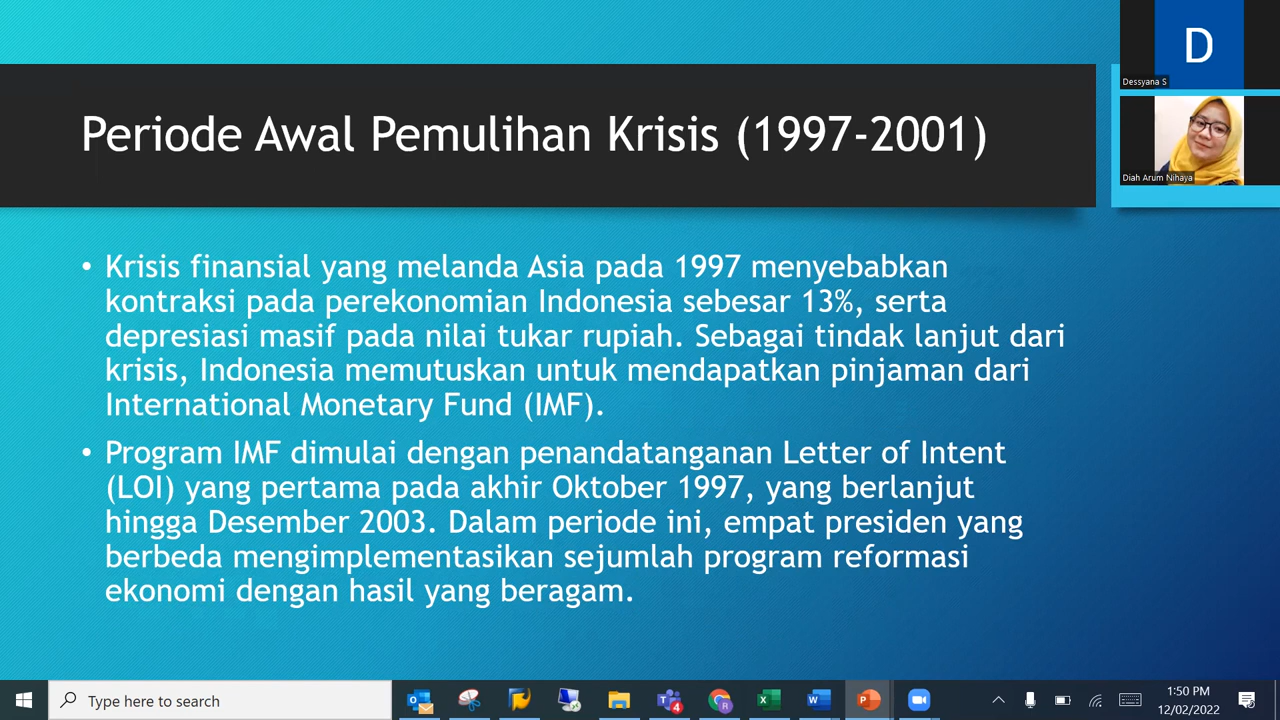 D
Dessyana S
Periode Awal Pemulihan Krisis (1997-2001)
Diah Arum Nihaya
• Krisis finansial yang melanda Asia pada 1997 menyebabkan
kontraksi pada perekonomian Indonesia sebesar 13%, serta
depresiasi masif pada nilai tukar rupiah. Sebagai tindak lanjut dari
krisis, Indonesia memutuskan untuk mendapatkan pinjaman dari
International Monetary Fund (IMF).
• Program IMF dimulai dengan penandatanganan Letter of Intent
(LOI) yang pertama pada akhir Oktober 1997, yang berlanjut
hingga Desember 2003. Dalam periode ini, empat presiden yang
berbeda mengimplementasikan sejumlah program reformasi
ekonomi dengan hasil yang beragam.
Type here to search
4
1:50 PM
12/02/2022